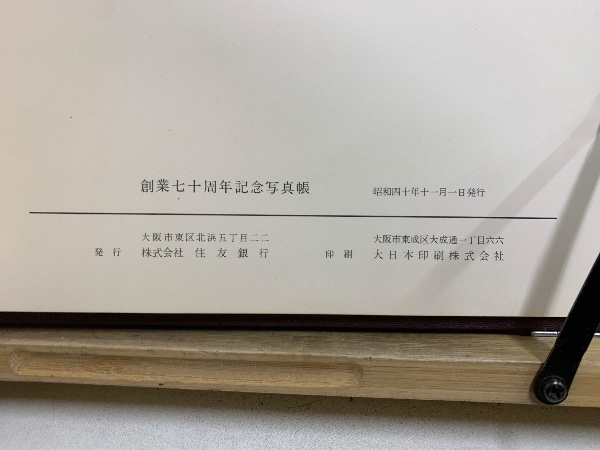 創業七十周年記念写真帳 昭和四十年十一月一日発行
大阪市東区北浜五丁目二二
発行 株式会社 住友銀行
大阪市東成区大成通一丁目六六
印刷 大日本印刷株式会社